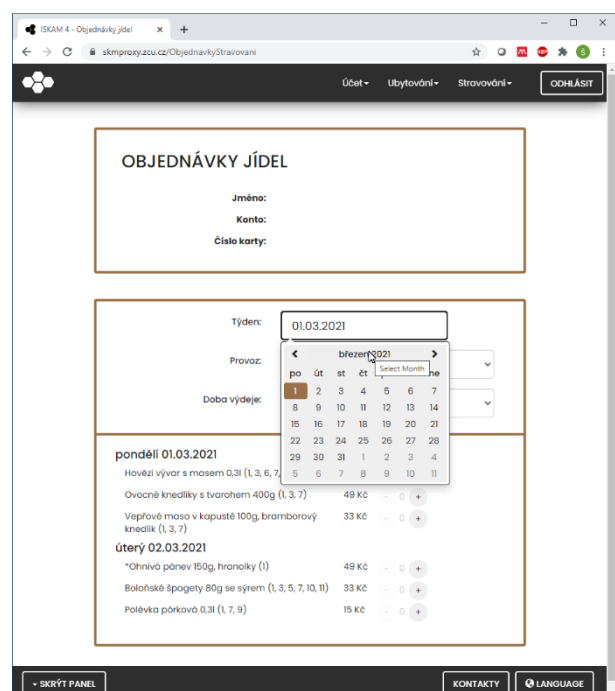 ISKAM 4 - Objednávky jídel
skmproxy.zcu.cz/ObjednavkyStravovani
ABP
S
Účet
Ubytování
Stravování
ODHLÁSIT
OBJEDNÁVKY JÍDEL
Jméno:
Konto:
Číslo karty:
Týden:
01.03.2021
Provoz:
Doba výdeje:
březen 2021
Select Month
po út st čt ne
1 2 3 4 5 6 7
8 9 10 11 12 13 14
15 16 17 18 19 20 21
22 23 24 25 26 27 28
29 30 31 1 2 3 4
5 6 7 8 9 10 11
pondělí 01.03.2021
Hovězí vývar s masem 0,3l (1, 3, 6, 7,
Ovocné knedlíky s tvarohem 400g (1, 3, 7) 49 Kč - 0 +
Vepřové maso v kapustě 100g, bramborový 33 Kč - 0 +
knedlík (1, 3, 7)
úterý 02.03.2021
*Ohnivá pánev 150g, hranolky (1) 49 Kč - 0 +
Boloňské špagety 80g se sýrem (1, 3, 5, 7, 10, 11) 33 Kč - 0 +
Polévka pórková 0,3l (1, 7, 9) 15 Kč - 0 +
SKRÝT PANEL
KONTAKTY
LANGUAGE